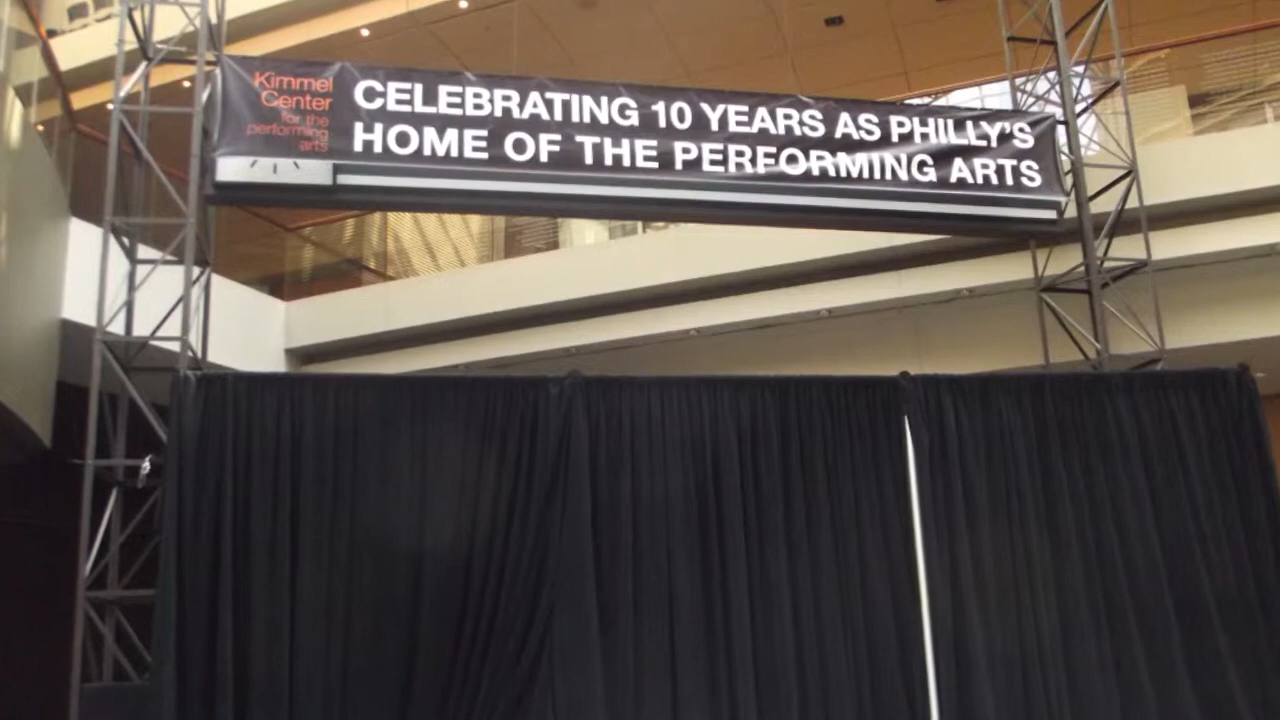 Kimmel
Center
for the
performing
arts
CELEBRATING 10 YEARS AS PHILLY'S
HOME OF THE PERFORMING ARTS